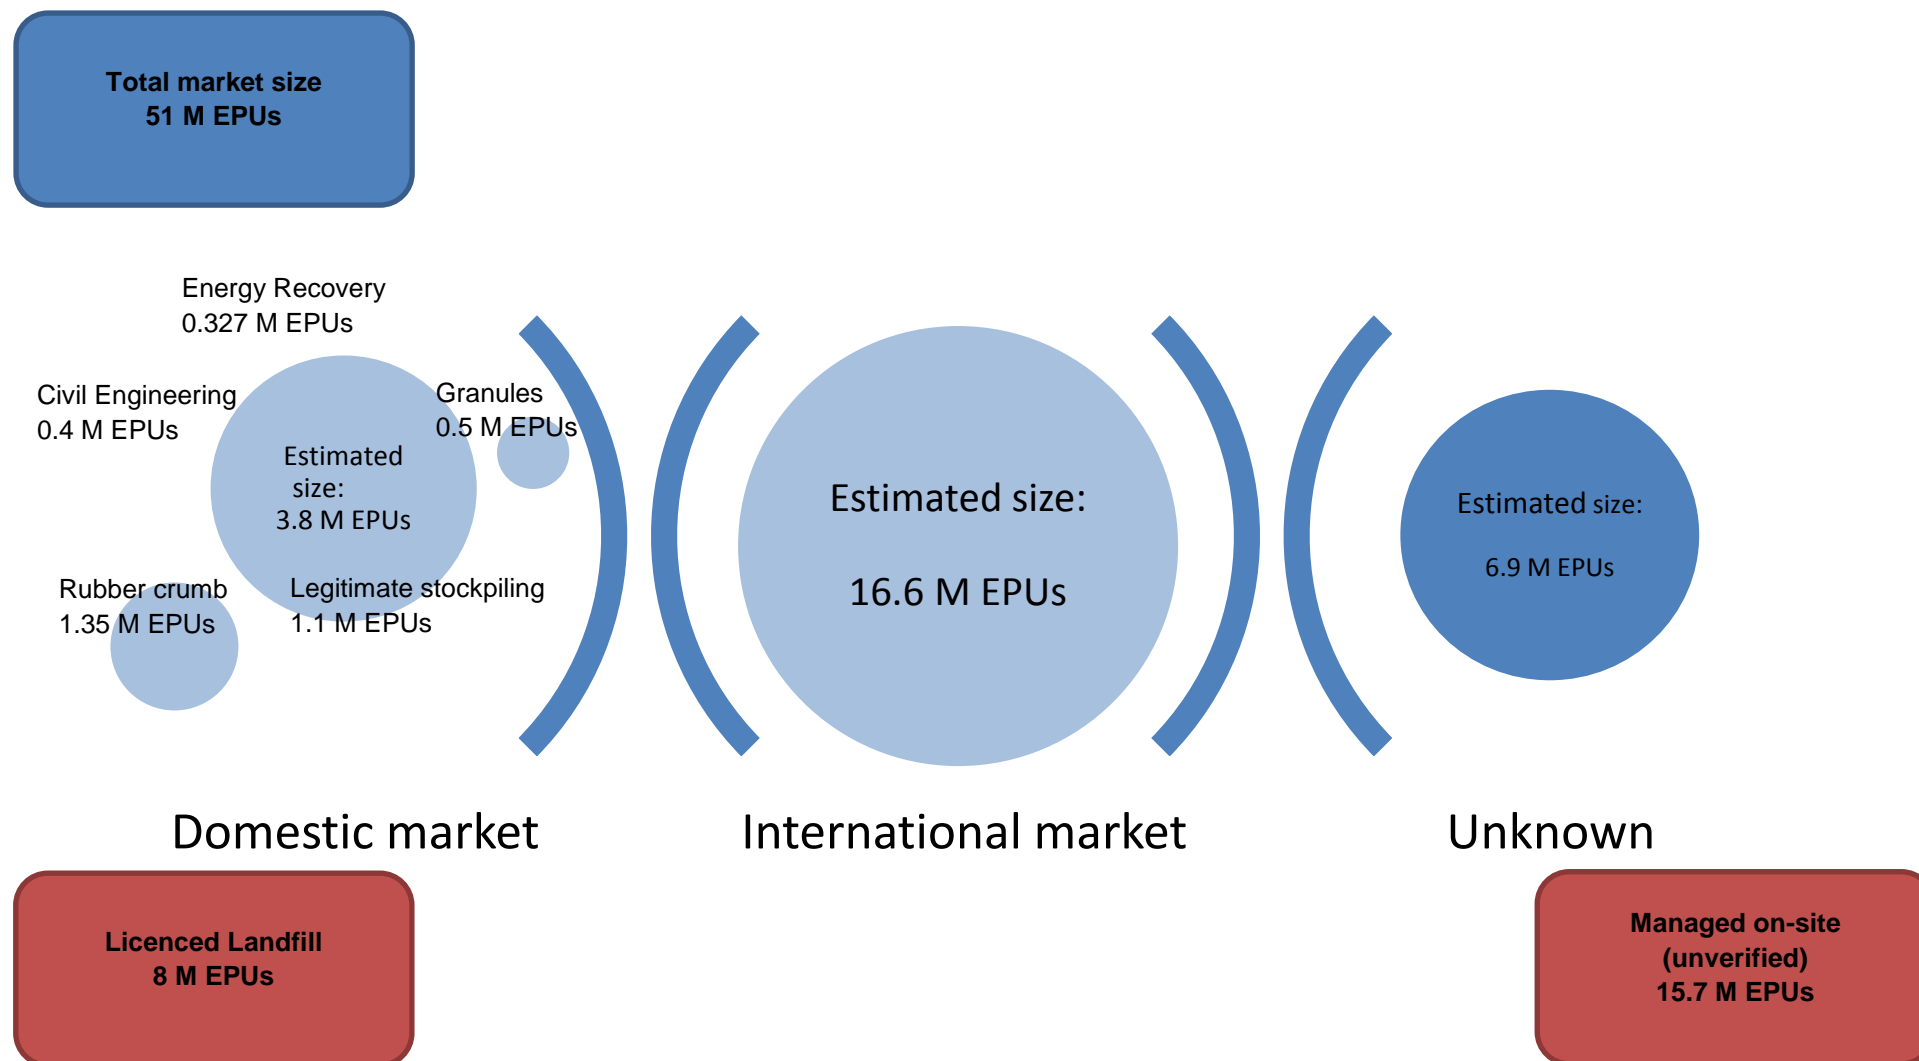 Total market size
51 M EPUs
Energy Recovery
0.327 M EPUs
Civil Engineering
0.4 M EPUs
Granules
0.5 M EPUs
Estimated
size:
3.8 M EPUs
Rubber crumb
1.35 M EPUs
Legitimate stockpiling
1.1 M EPUs
Estimated size:
16.6 M EPUs
Estimated size:
6.9 M EPUs
Domestic market
International market
Unknown
Licenced Landfill
8 M EPUs
Managed on-site
(unverified)
15.7 M EPUs